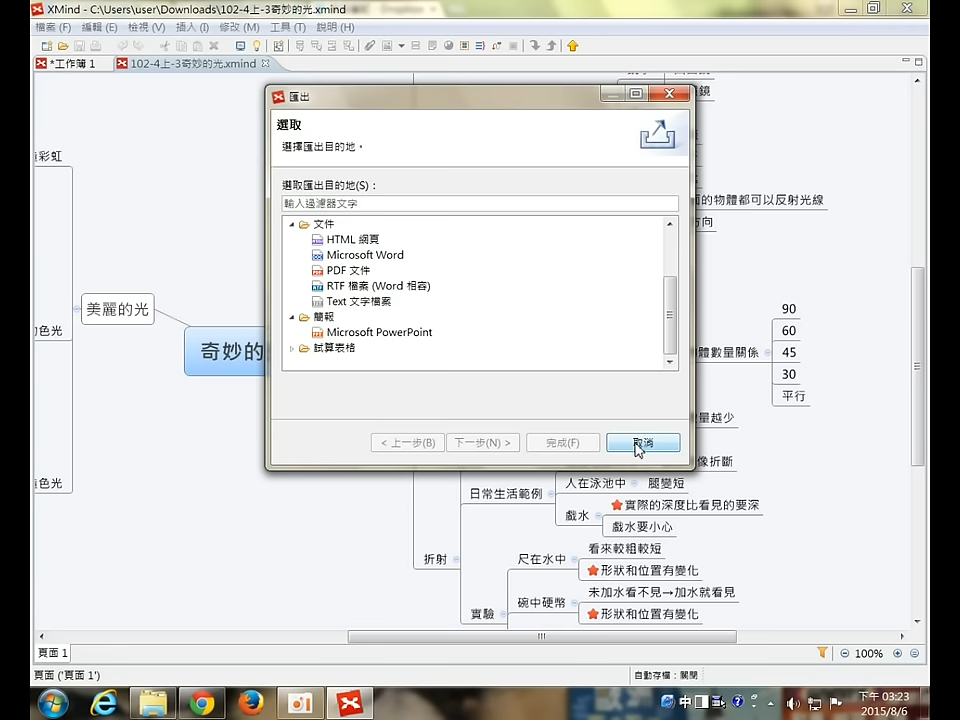 XMind - C:\Users\user\Downloads\102-4上-3奇妙的光.xmind
檔案 (F) 編輯 (E) 檢視 (V) 插入 (I) 修改 (M) 工具 (T) 說明 (H)
*工作簿 1
102-4上-3奇妙的光.xmind
匯出
選取
選擇匯出目的地。
選取匯出目的地(S)：
輸入過濾器文字
文件
HTML 網頁
Microsoft Word
PDF 文件
RTF 檔案 (Word 相容)
Text 文字檔案
簡報
Microsoft PowerPoint
試算表格
< 上一步(B)
下一步(N) >
完成(F)
取消
彩虹
美麗的光
色光
奇妙的
色光
鏡
的物體都可以反射光線
方向
90
60
體數量關係
45
30
平行
量越少
像折斷
日常生活範例
人在泳池中
腿變短
戲水
實際的深度比看見的要深
戲水要小心
折射
尺在水中
看來較粗較短
形狀和位置有變化
實驗
碗中硬幣
未加水看不見→加水就看見
形狀和位置有變化
頁面 1
100%
頁面 ('頁面 1')
自動存檔：關閉
中
下午 03:23
2015/8/6